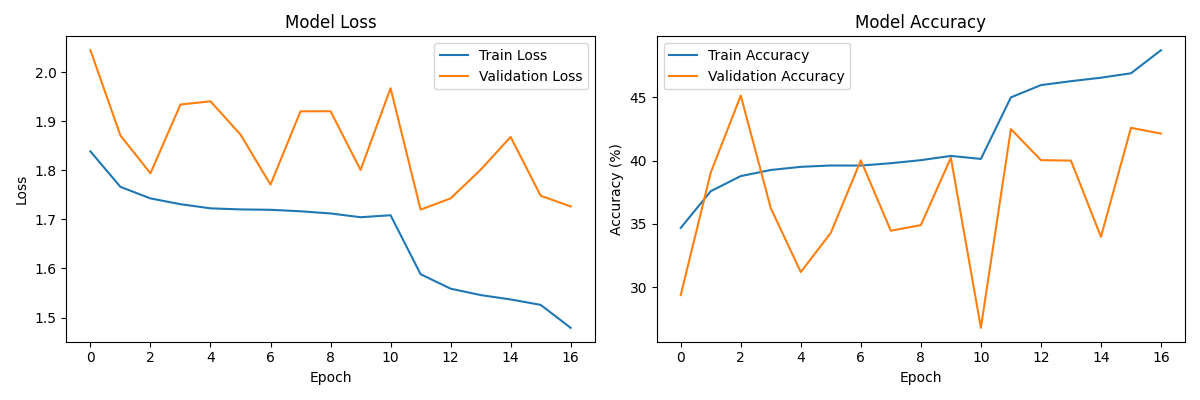 Model Loss
Train Loss
Validation Loss
2.0
1.9
1.8
1.7
1.6
1.5
Loss
0 2 4 6 8 10 12 14 16
Epoch
Model Accuracy
Train Accuracy
Validation Accuracy
45
40
35
30
Accuracy (%)
0 2 4 6 8 10 12 14 16
Epoch